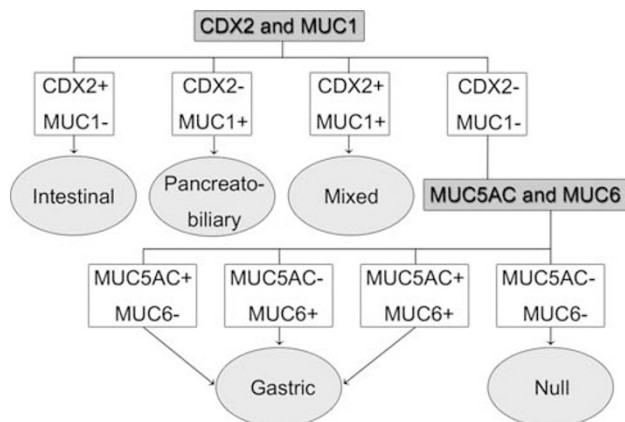 CDX2 and MUC1
CDX2+
MUC1-
CDX2-
MUC1+
CDX2+
MUC1+
CDX2-
MUC1-
Intestinal
Pancreato-
biliary
Mixed
MUC5AC and MUC6
MUC5AC+
MUC6-
MUC5AC-
MUC6+
MUC5AC+
MUC6+
MUC5AC-
MUC6-
Gastric
Null